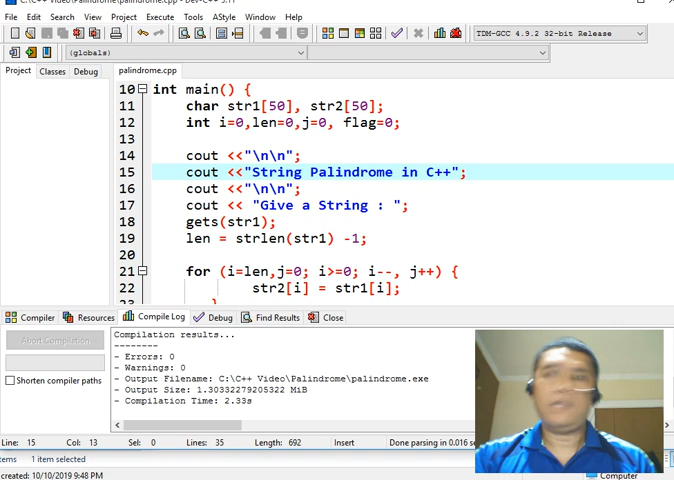 C:\C++ Video\Palindrome\palindrome.cpp - Dev-C++ 5.11
File Edit Search View Project Execute Tools AStyle Window Help
TDM-GCC 4.9.2 32-bit Release
(globals)
Project Classes Debug palindrome.cpp
10 int main() {
11 char str1[50], str2[50];
12 int i=0,len=0,j=0, flag=0;
13
14 cout <<"\n\n";
15 cout <<"String Palindrome in C++";
16 cout <<"\n\n";
17 cout << "Give a String : ";
18 gets(str1);
19 len = strlen(str1) -1;
20
21 for (i=len,j=0; i>=0; i--, j++) {
22 str2[i] = str1[i];
23 }
Compiler Resources Compile Log Debug Find Results Close
Abort Compilation
Shorten compiler paths
Compilation results...
--------
- Errors: 0
- Warnings: 0
- Output Filename: C:\C++ Video\Palindrome\palindrome.exe
- Output Size: 1.30332279205322 MiB
- Compilation Time: 2.33s
Line: 15 Col: 13 Sel: 0 Lines: 35 Length: 692 Insert Done parsing in 0.016 se
items 1 item selected
created: 10/10/2019 9:48 PM
Computer